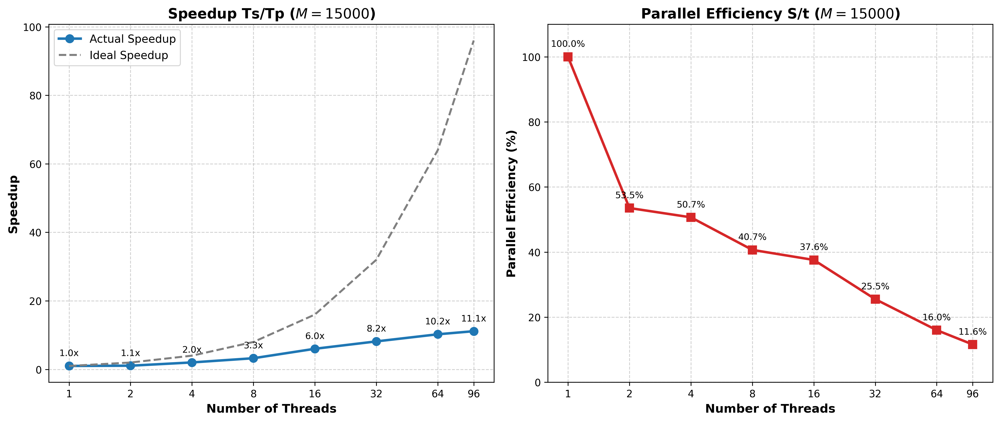 Speedup Ts/Tp (M = 15000)
100
80
60
40
20
0
Speedup
Actual Speedup
Ideal Speedup
1.0x
1.1x
2.0x
3.3x
6.0x
8.2x
10.2x
11.1x
1 2 4 8 16 32 64 96
Number of Threads
Parallel Efficiency S/t (M = 15000)
100
80
60
40
20
0
Parallel Efficiency (%)
100.0%
53.5%
50.7%
40.7%
37.6%
25.5%
16.0%
11.6%
1 2 4 8 16 32 64 96
Number of Threads